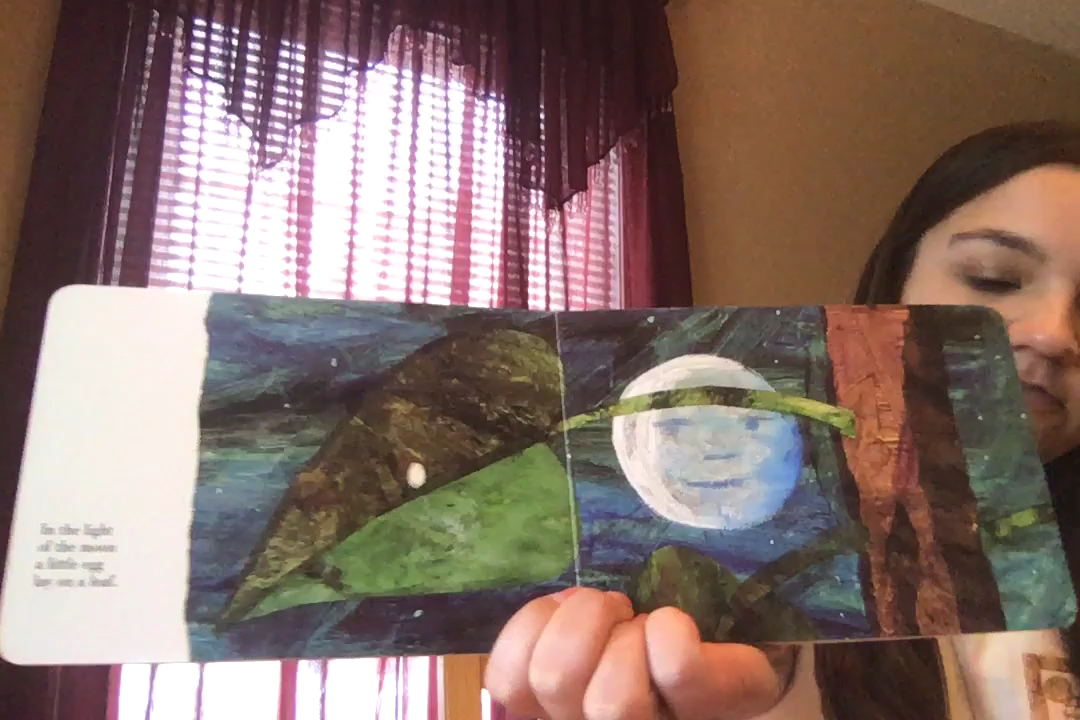 In the light
of the moon
a little egg
lay on a leaf.